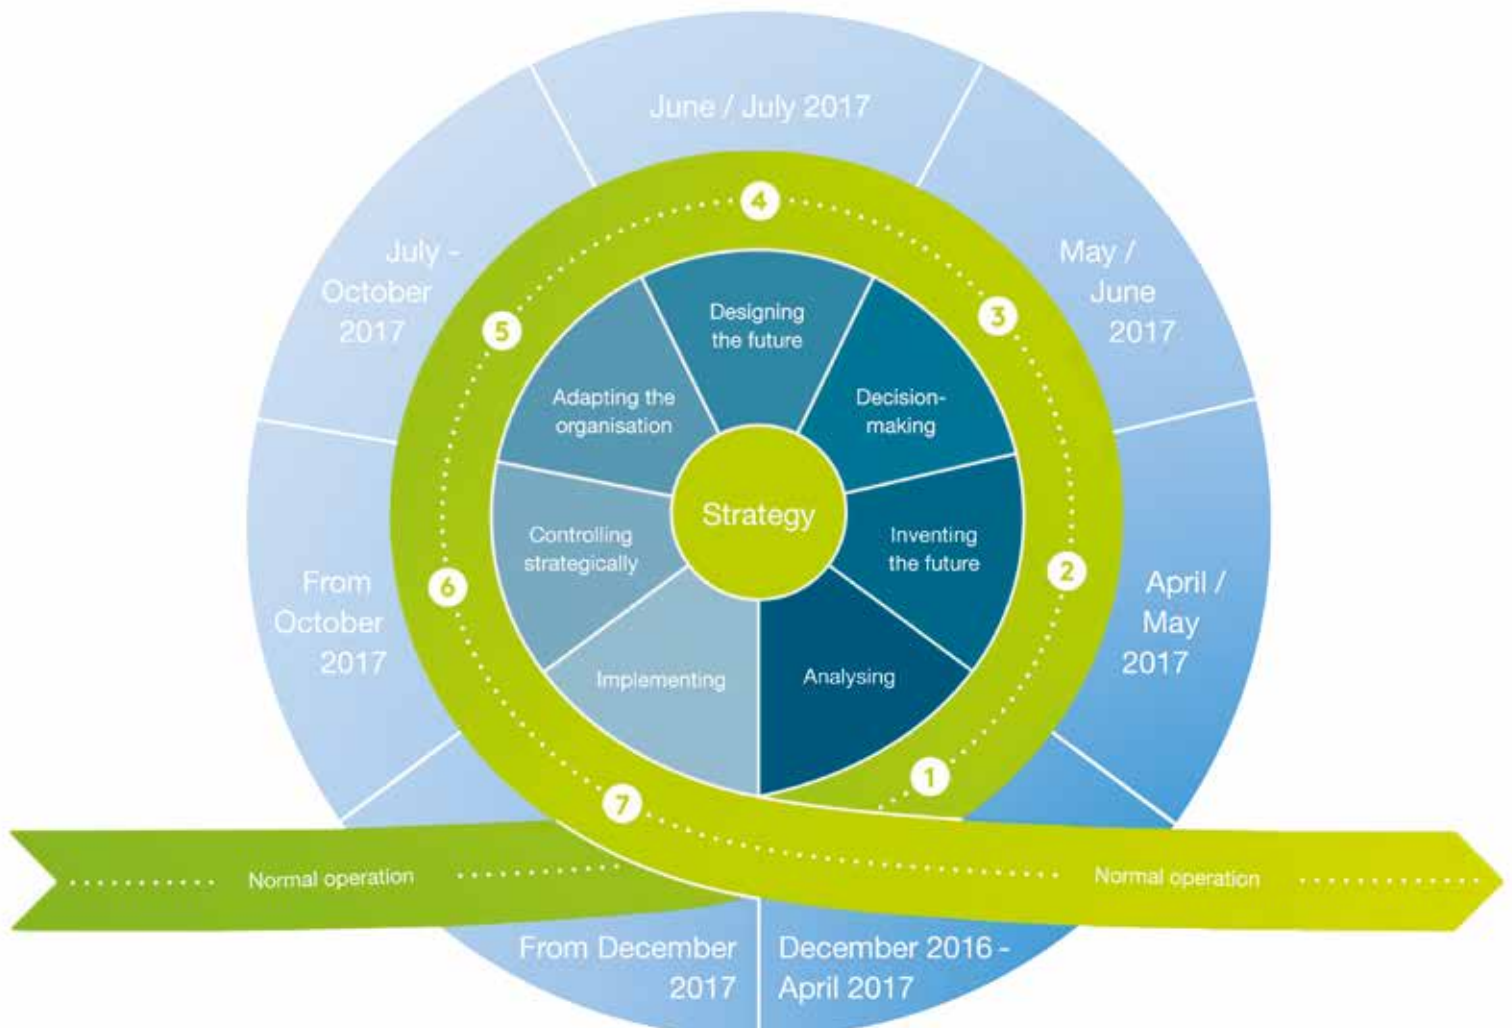 June / July 2017
4
July -
October
2017
May /
June
2017
5
3
Designing
the future
Adapting the
organisation
Decision-
making
Strategy
Controlling
strategically
Inventing
the future
6
2
From
October
2017
April /
May
2017
Implementing
Analysing
7
1
Normal operation
Normal operation
From December
2017
December 2016 -
April 2017